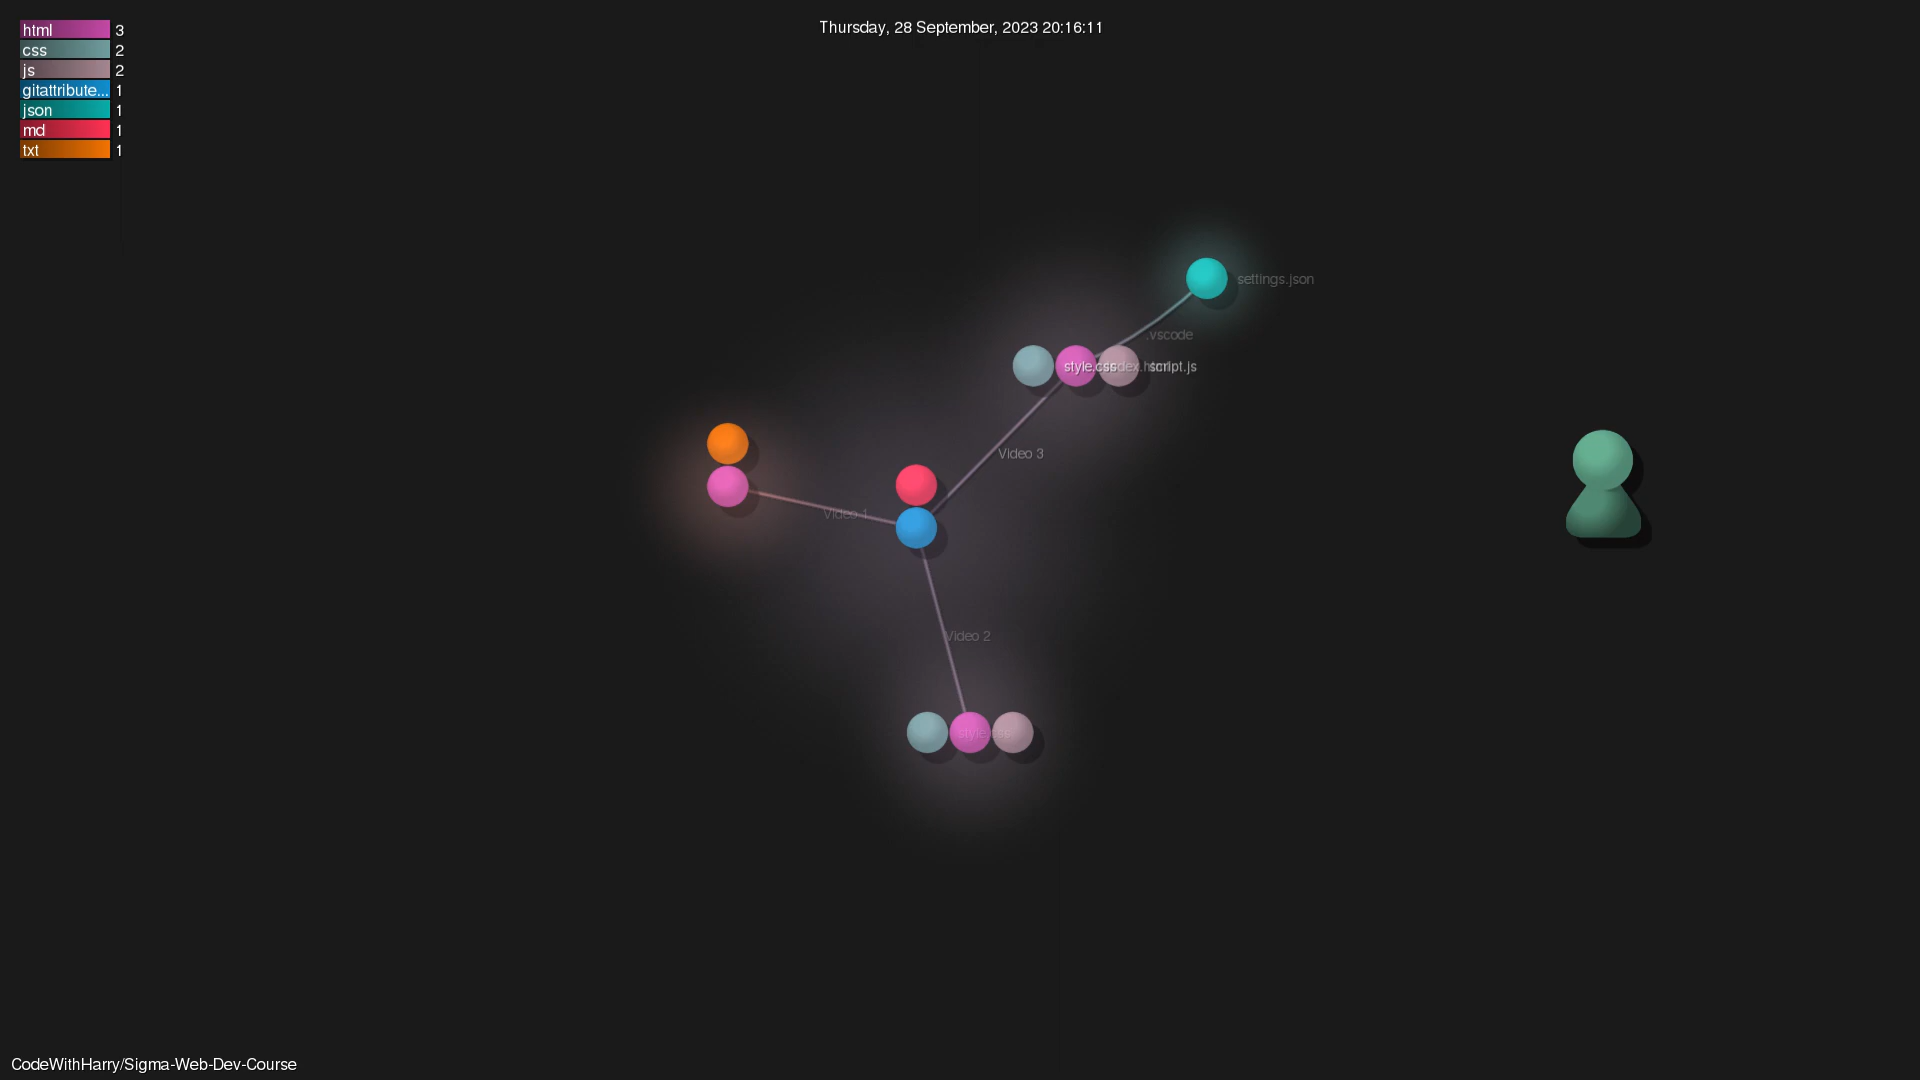 Thursday, 28 September, 2023 20:16:11
html 3
css 2
js 2
gitattribute... 1
json 1
md 1
txt 1
settings.json
.vscode
style.css
script.js
Video 3
Video 1
Video 2
style.css
CodeWithHarry/Sigma-Web-Dev-Course